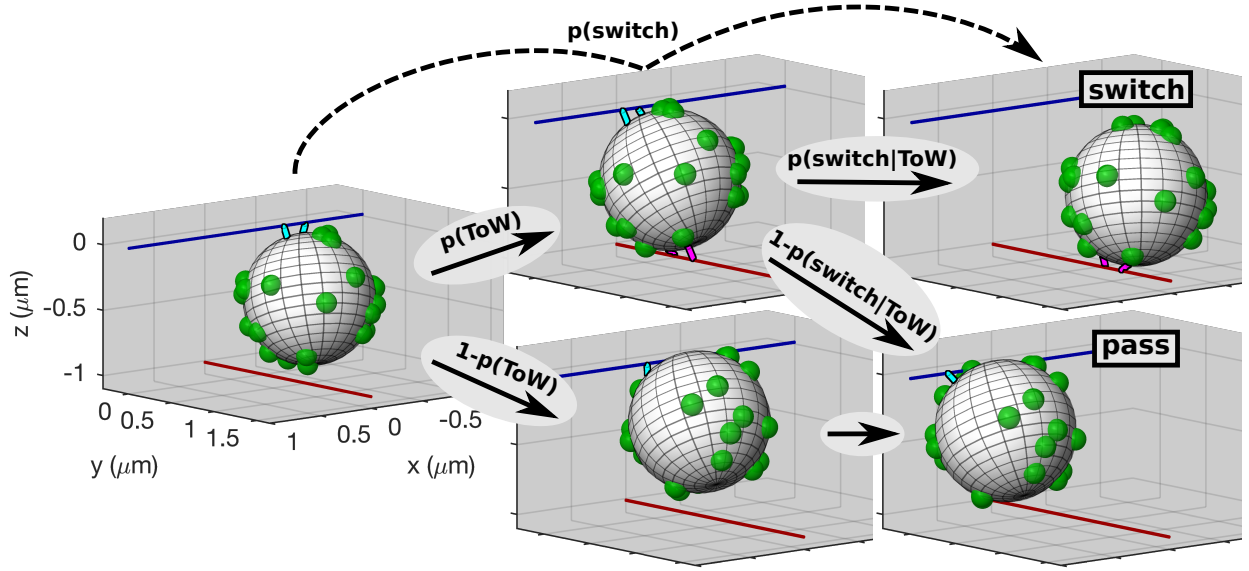 p(switch)
switch
p(switch|ToW)
p(ToW)
1-p(switch|ToW)
1-p(ToW)
pass
z (μm)
0
-0.5
-1
0
0.5
1
1.5
y (μm)
1
0.5
0
-0.5
x (μm)